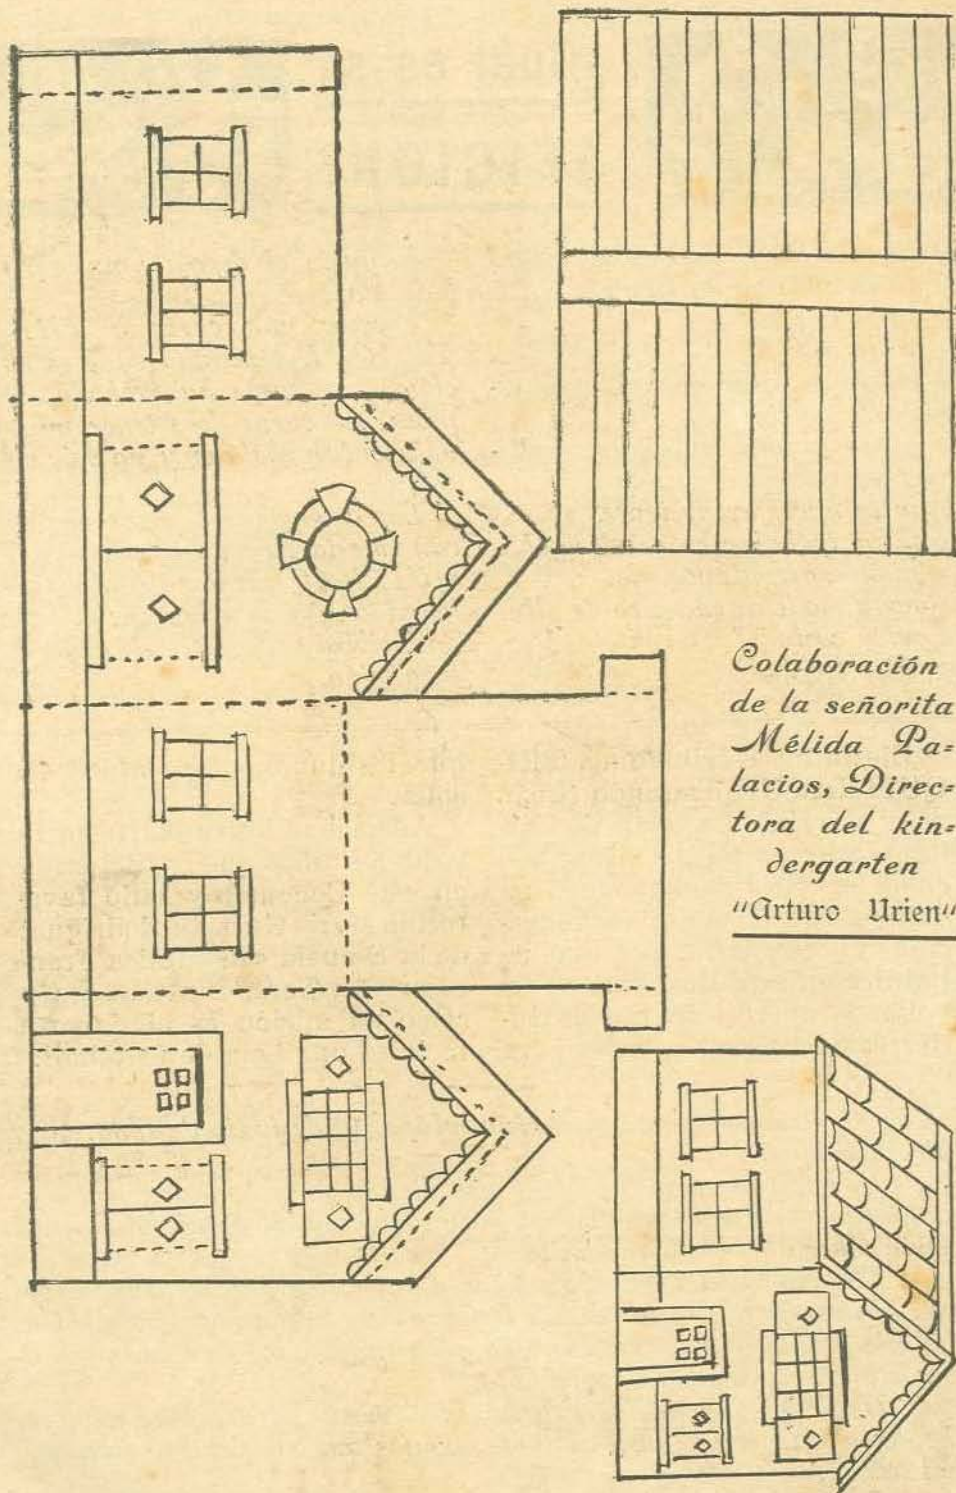 Colaboración
de la señorita
Mélida Pa=
lacios, Direc=
tora del kin=
dergarten
"Arturo Urien"